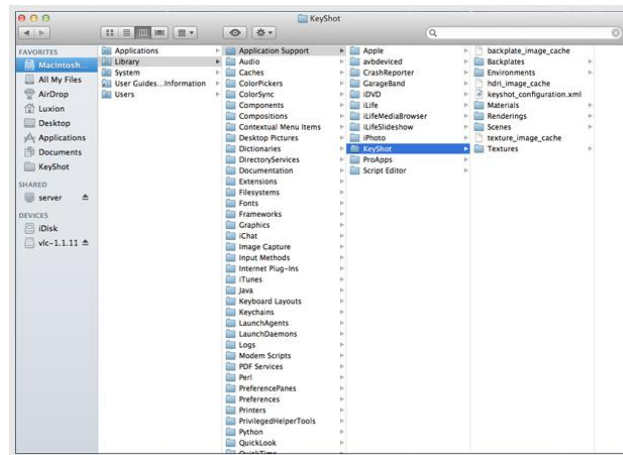 KeyShot
FAVORITES
Macintosh...
All My Files
AirDrop
Luxion
Desktop
Applications
Documents
KeyShot
SHARED
server
DEVICES
iDisk
vlc-1.1.11
Applications
Library
System
User Guides...Information
Users
Application Support
Audio
Caches
ColorPickers
ColorSync
Components
Compositions
Contextual Menu Items
Desktop Pictures
Dictionaries
DirectoryServices
Documentation
Extensions
Filesystems
Fonts
Frameworks
Graphics
iChat
Image Capture
Input Methods
Internet Plug-Ins
iTunes
Java
Keyboard Layouts
Keychains
LaunchAgents
LaunchDaemons
Logs
Modem Scripts
PDF Services
Perl
PreferencePanes
Preferences
Printers
PrivilegedHelperTools
Python
QuickLook
QuickTime
Apple
avbdeviced
CrashReporter
GarageBand
iDVD
iLife
iLifeMediaBrowser
iLifeSlideshow
iPhoto
KeyShot
ProApps
Script Editor
backplate_image_cache
Backplates
Environments
hdri_image_cache
keyshot_configuration.xml
Materials
Renderings
Scenes
texture_image_cache
Textures